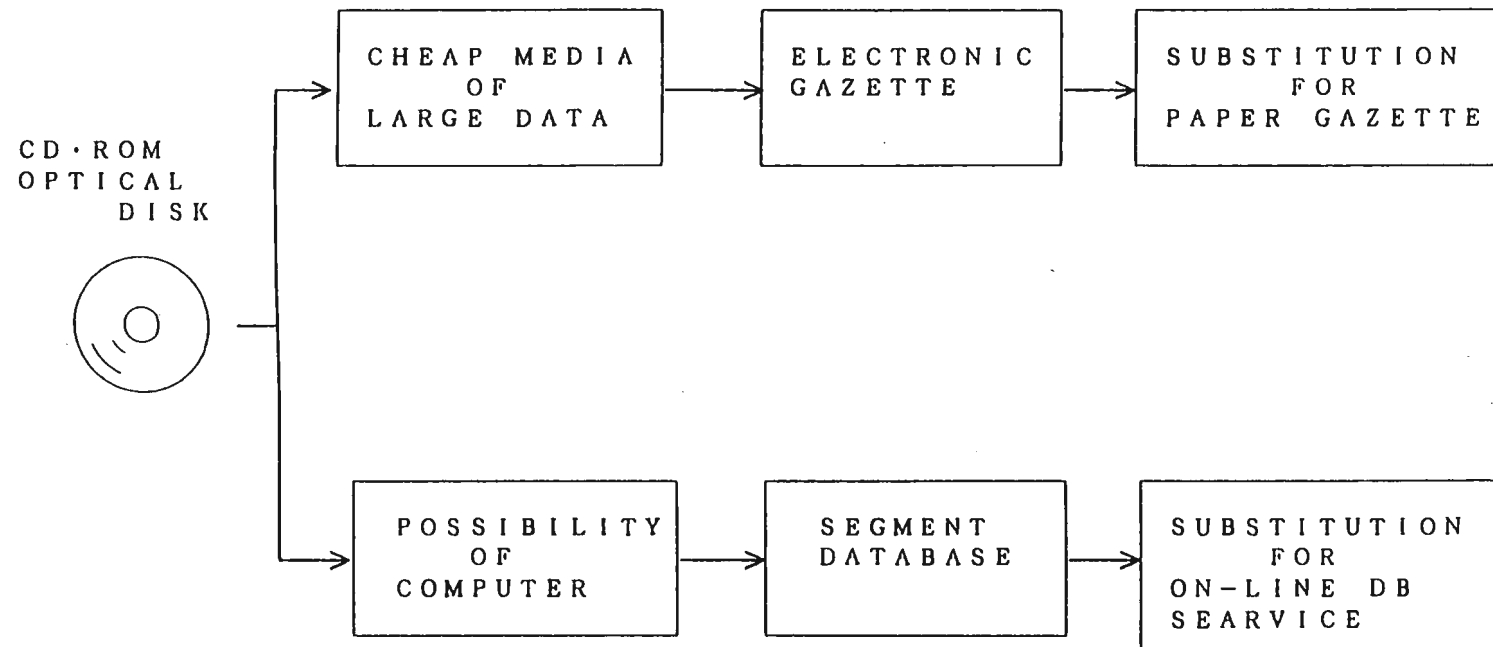 CD・ROM
OPTICAL
DISK
CHEAP MEDIA
OF
LARGE DATA
ELECTRONIC
GAZETTE
SUBSTITUTION
FOR
PAPER GAZETTE
POSSIBILITY
OF
COMPUTER
SEGMENT
DATABASE
SUBSTITUTION
FOR
ON-LINE DB
SEARVICE